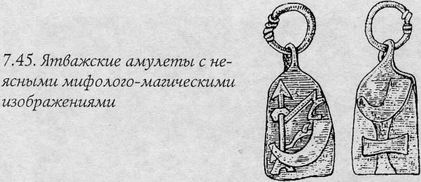 7.45. Ятважские амулеты с не-
ясными мифолого-магическими
изображениями